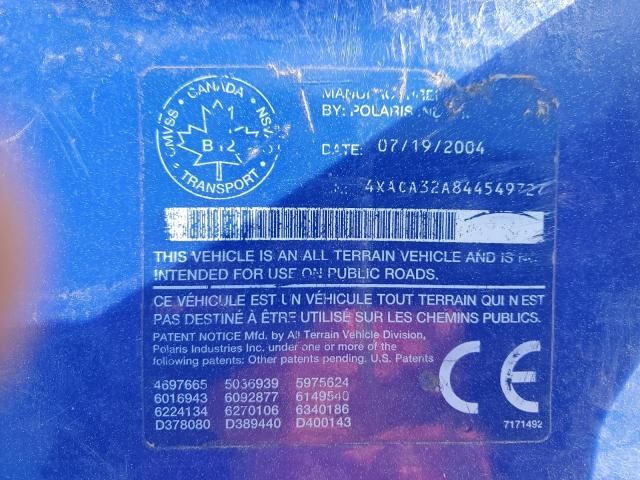 CANADA
CMVSS
TRANSPORT
BY: POLARIS
DATE: 07/19/2004
THIS VEHICLE IS AN ALL TERRAIN VEHICLE AND IS
INTENDED FOR USE ON PUBLIC ROADS.
CE VÉHICULE EST UN VÉHICULE TOUT TERRAIN QUI N'EST
PAS DESTINÉ À ÊTRE UTILISÉ SUR LES CHEMINS PUBLICS.
PATENT NOTICE Mfd. by All Terrain Vehicle Division,
Polaris Industries Inc. under one or more of the
following patents: Other patents pending. U.S. Patents
4697665 5036939 5975624
6016943 6092877 6149540
6224134 6270106 6340186
D378080 D389440 D400143
CE
7171492